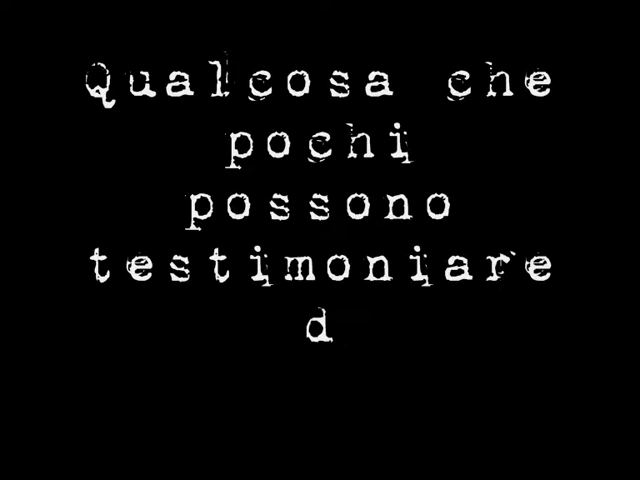 Qualcosa che
pochi
possono
testimoniare
d